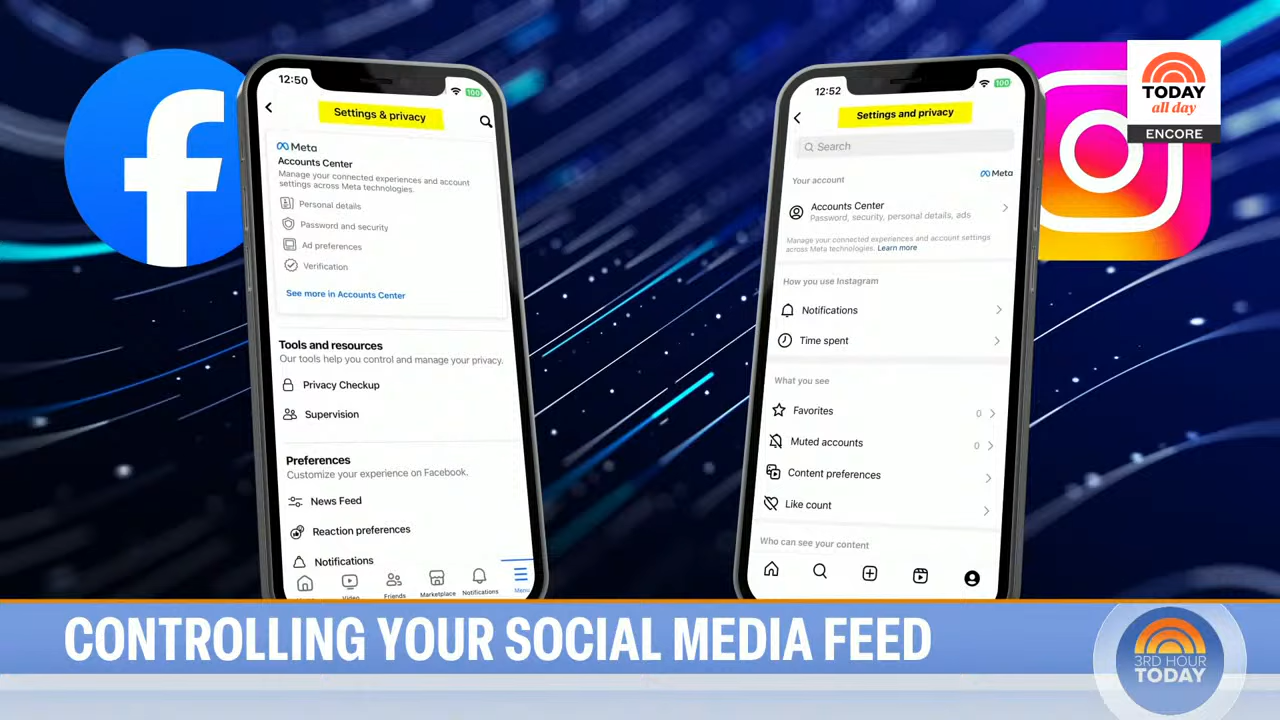 12:50
100
Settings & privacy
Meta
Accounts Center
Manage your connected experiences and account
settings across Meta technologies.
Personal details
Password and security
Ad preferences
Verification
See more in Accounts Center
Tools and resources
Our tools help you control and manage your privacy.
Privacy Checkup
Supervision
Preferences
Customize your experience on Facebook.
News Feed
Reaction preferences
Notifications
Video
Friends
Marketplace
Notifications
Menu
12:52
100
Settings and privacy
Search
Your account
Meta
Accounts Center
Password, security, personal details, ads
Manage your connected experiences and account settings
across Meta technologies. Learn more
How you use Instagram
Notifications
Time spent
What you see
Favorites 0
Muted accounts 0
Content preferences
Like count
Who can see your content
TODAY
all day
ENCORE
CONTROLLING YOUR SOCIAL MEDIA FEED
3RD HOUR
TODAY